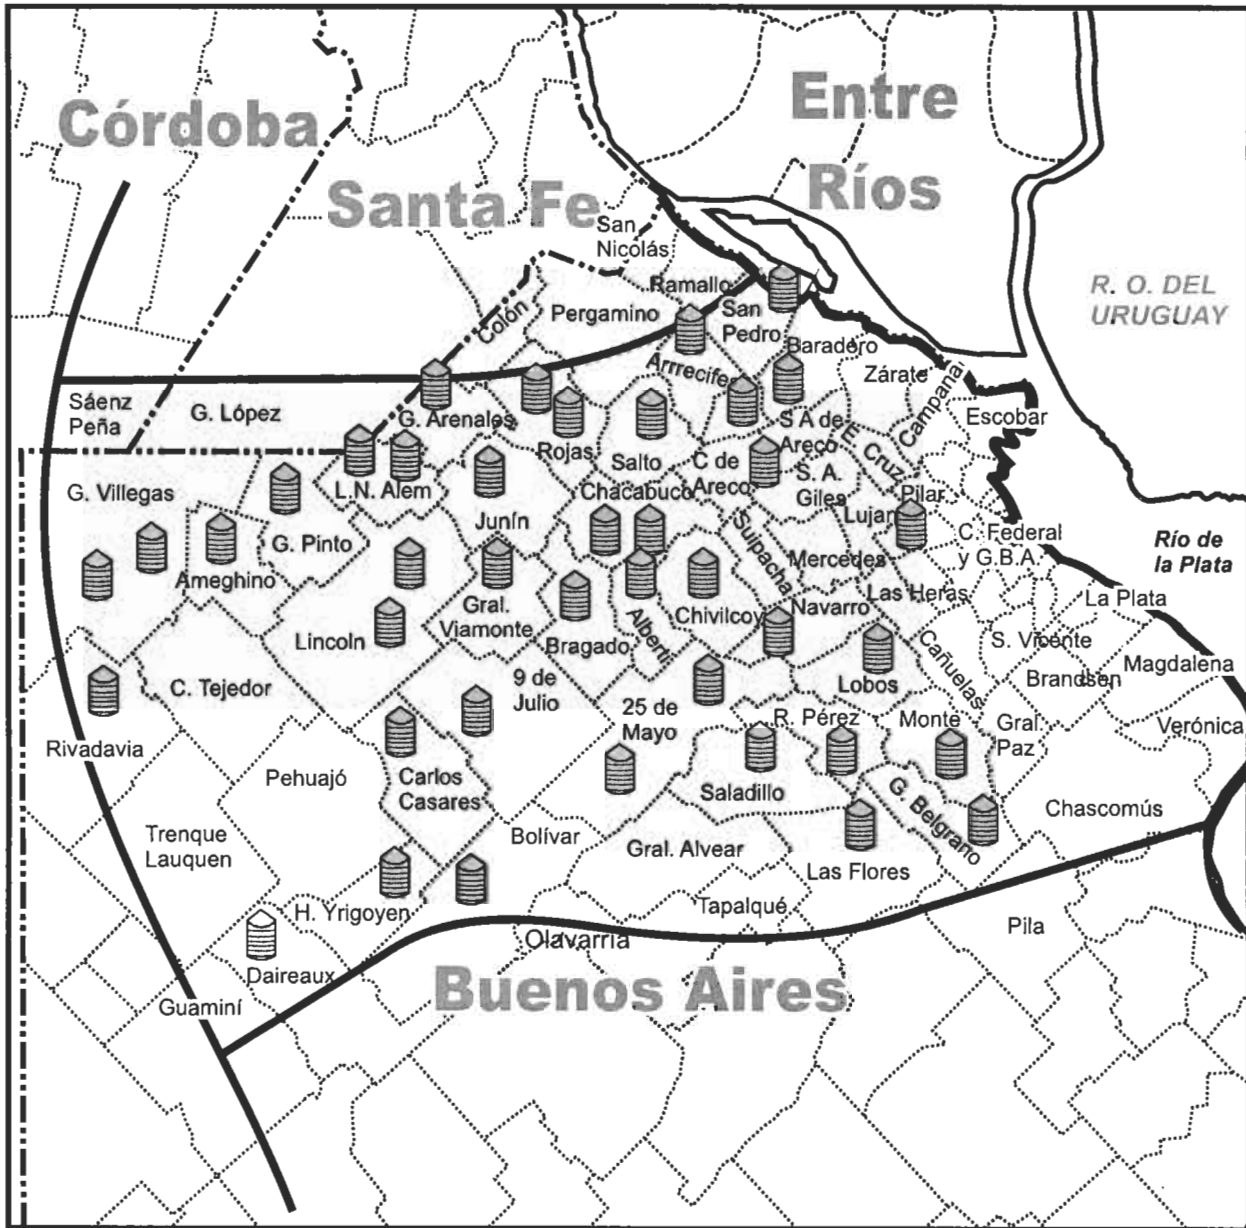 Córdoba
Entre
Ríos
Santa Fe
San
Nicolás
R. O. DEL
URUGUAY
Ramallo
Colón
Pergamino
San
Pedro
Baradero
Arrrecifes
Zárate
Campana
Sáenz
Peña
G. López
G. Arenales
Escobar
S A de
Areco
E. Cruz
Rojas
Salto
C de
Areco
S. A.
Giles
G. Villegas
L.N. Alem
Chacabuco
Pilar
Junín
Lujan
Suipacha
G. Pinto
C. Federal
y G.B.A.
Río de
la Plata
Ameghino
Mercedes
Las Heras
Gral.
Viamonte
Chivilcoy
Navarro
La Plata
Lincoln
Bragado
Alberti
S. Vicente
Cañuelas
Magdalena
C. Tejedor
9 de
Julio
Lobos
Brandsen
25 de
Mayo
R. Pérez
Monte
Gral.
Paz
Verónica
Rivadavia
Pehuajó
Carlos
Casares
Saladillo
G. Belgrano
Chascomús
Trenque
Lauquen
Bolívar
Gral. Alvear
Las Flores
H. Yrigoyen
Tapalqué
Pila
Olavarría
Daireaux
Buenos Aires
Guaminí